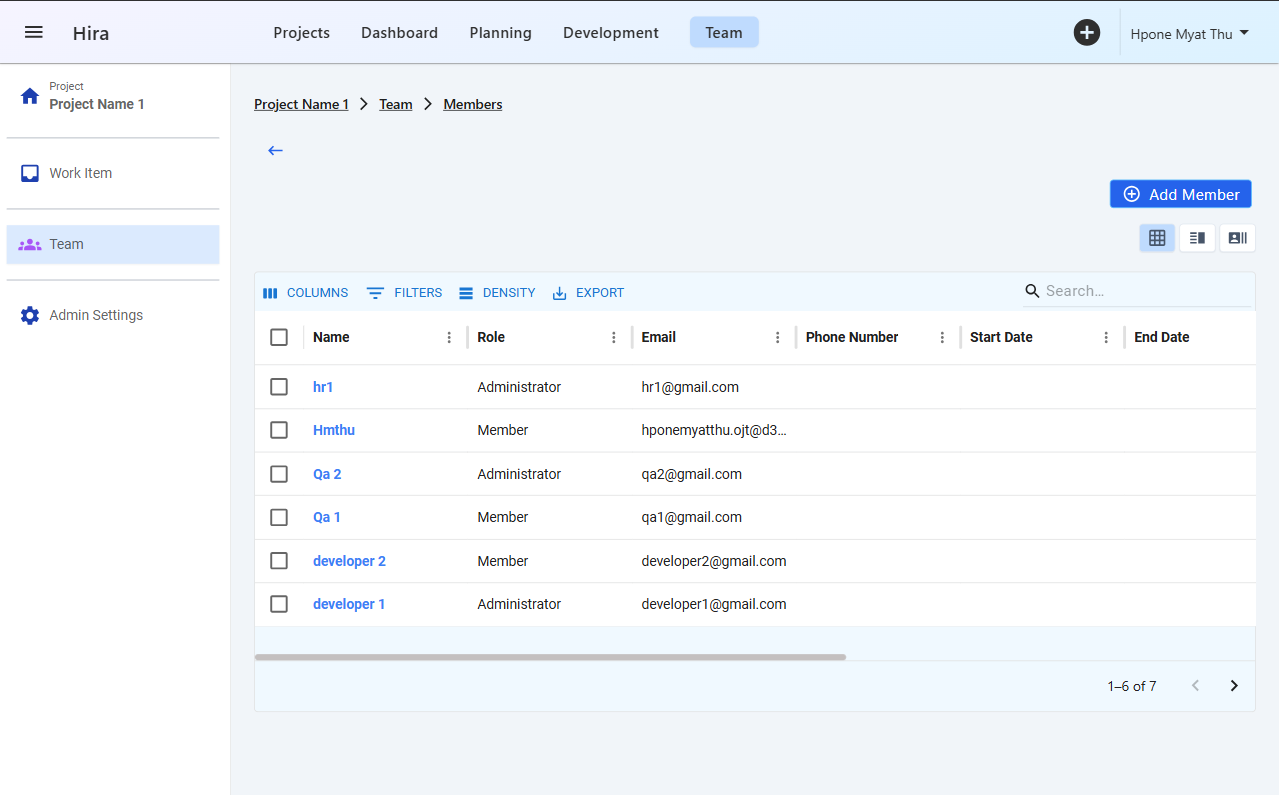 Hira
Projects Dashboard Planning Development Team
Hpone Myat Thu
Project
Project Name 1
Work Item
Team
Admin Settings
Project Name 1 > Team > Members
Add Member
COLUMNS FILTERS DENSITY EXPORT Search...
Name Role Email Phone Number Start Date End Date
hr1 Administrator hr1@gmail.com
Hmthu Member hponemyatthu.ojt@d3...
Qa 2 Administrator qa2@gmail.com
Qa 1 Member qa1@gmail.com
developer 2 Member developer2@gmail.com
developer 1 Administrator developer1@gmail.com
1–6 of 7